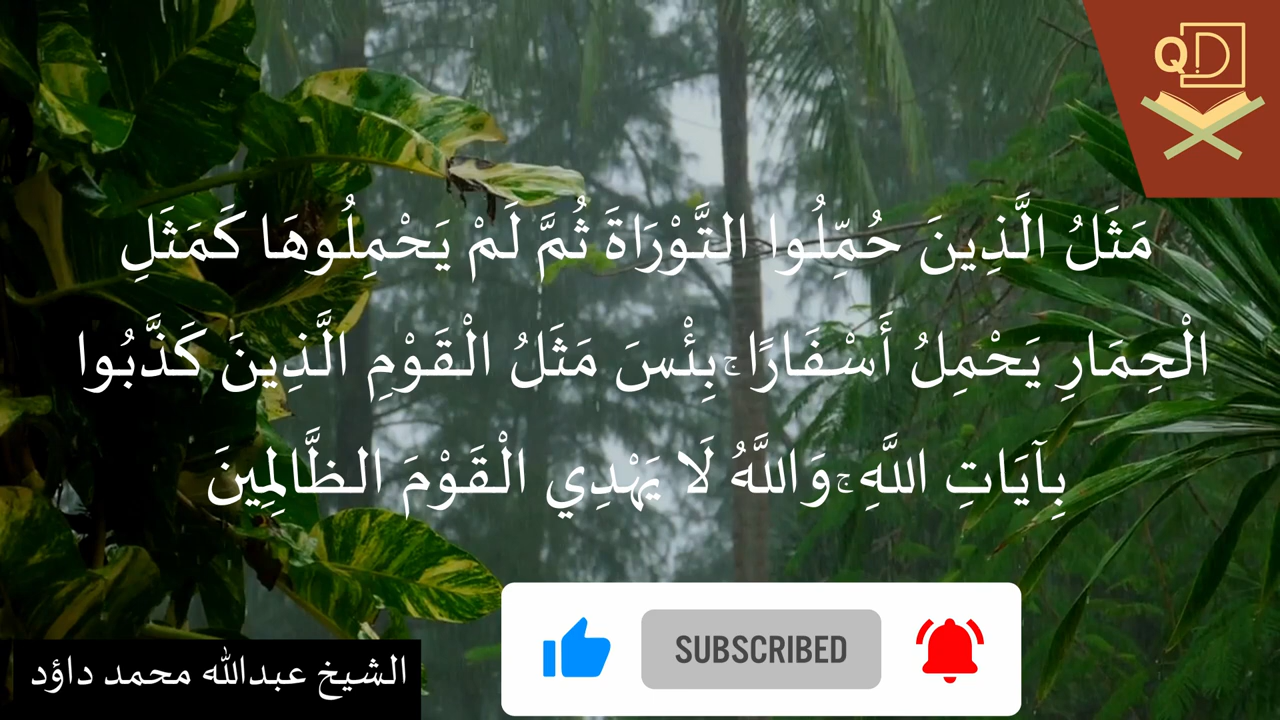 QD
مَثَلُ الَّذِينَ حُمِّلُوا التَّوْرَاةَ ثُمَّ لَمْ يَحْمِلُوهَا كَمَثَلِ
الْحِمَارِ يَحْمِلُ أَسْفَارًا ۚ بِئْسَ مَثَلُ الْقَوْمِ الَّذِينَ كَذَّبُوا
بِآيَاتِ اللَّهِ ۚ وَاللَّهُ لَا يَهْدِي الْقَوْمَ الظَّالِمِينَ
SUBSCRIBED
الشيخ عبدالله محمد داؤد